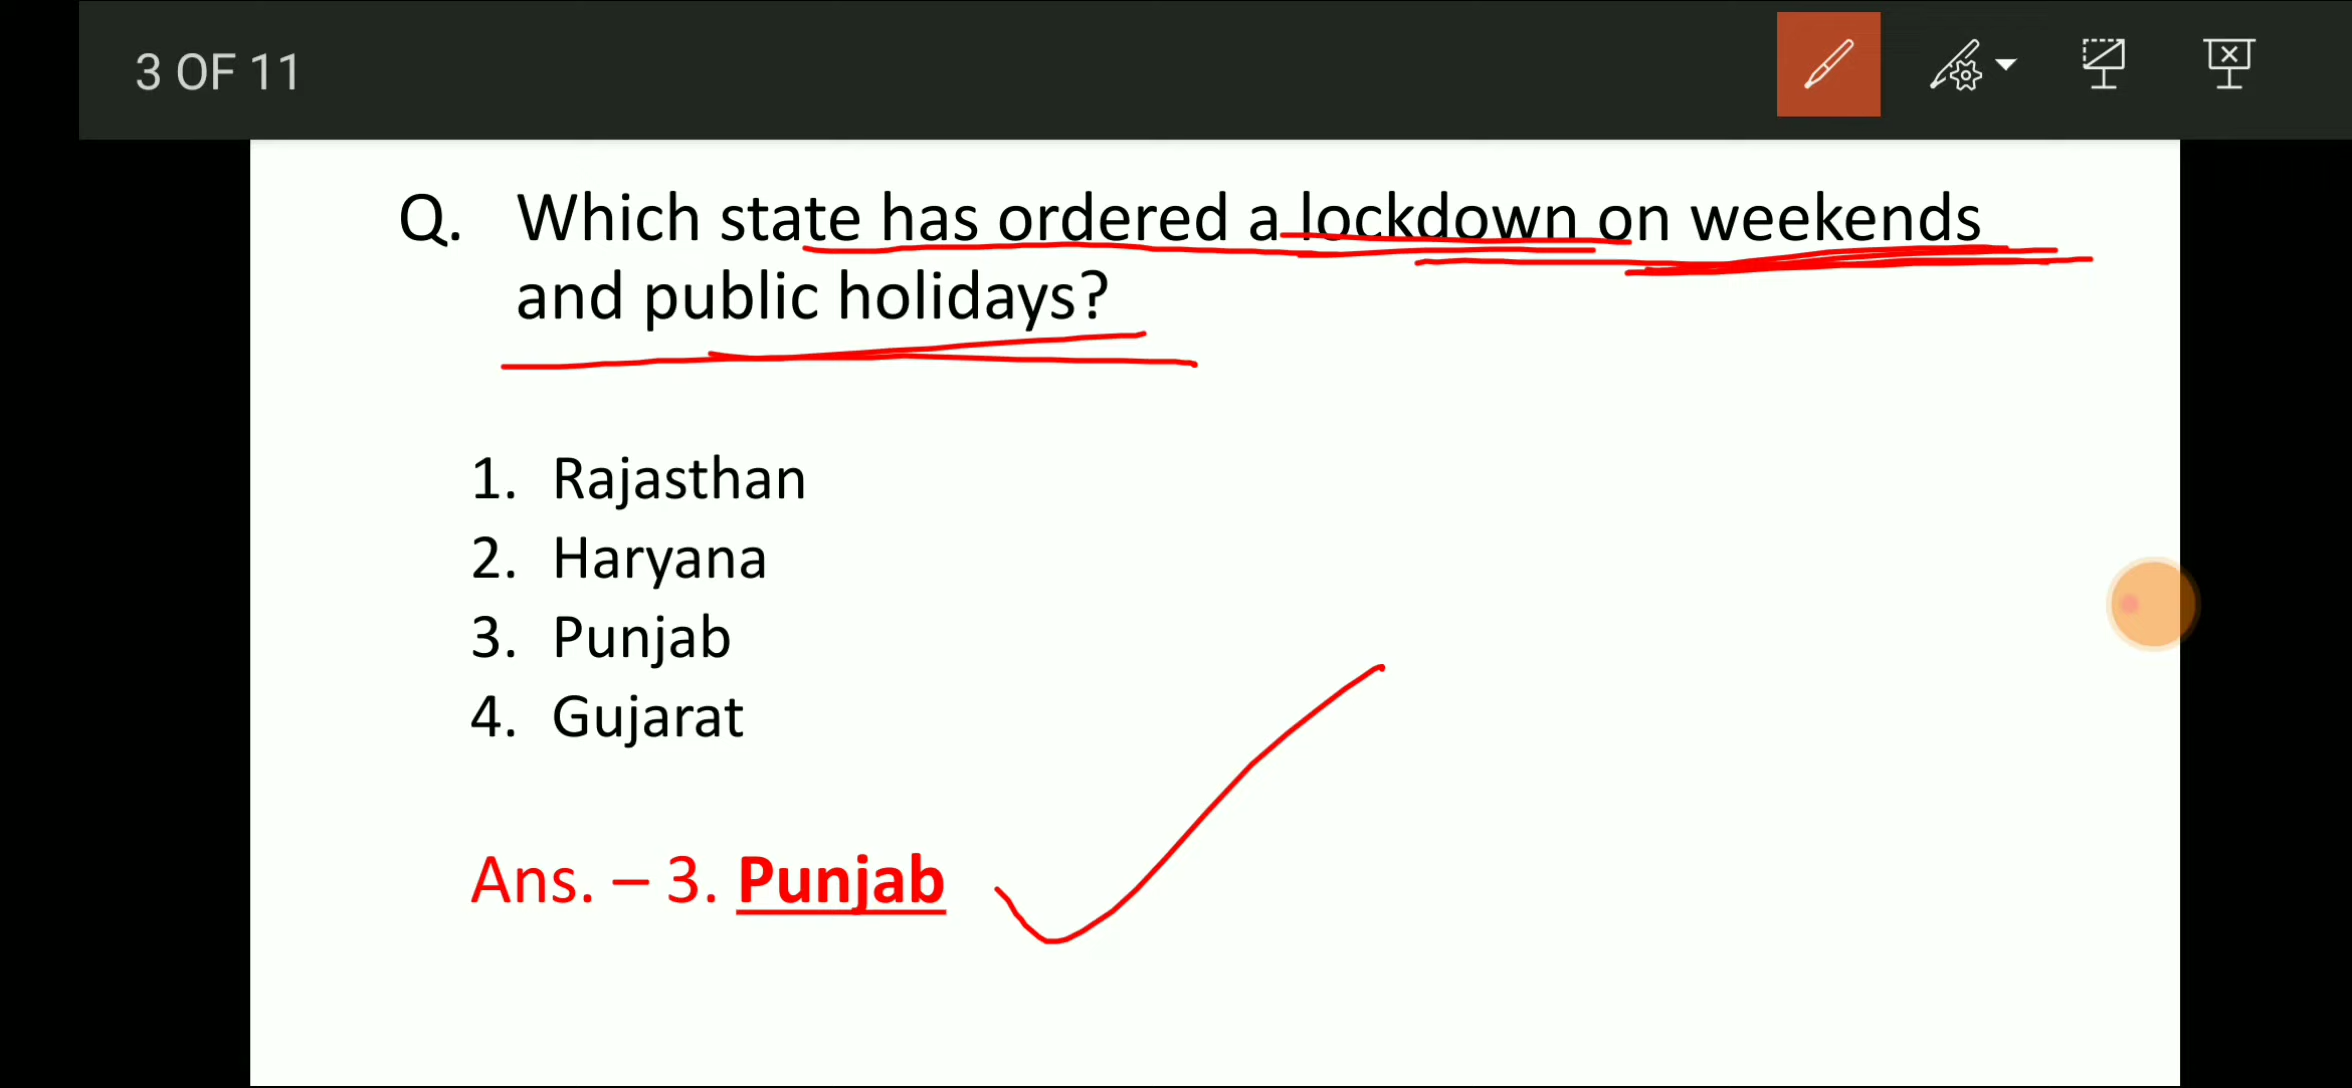 3 OF 11
Q. Which state has ordered a lockdown on weekends
and public holidays?
1. Rajasthan
2. Haryana
3. Punjab
4. Gujarat
Ans. – 3. Punjab